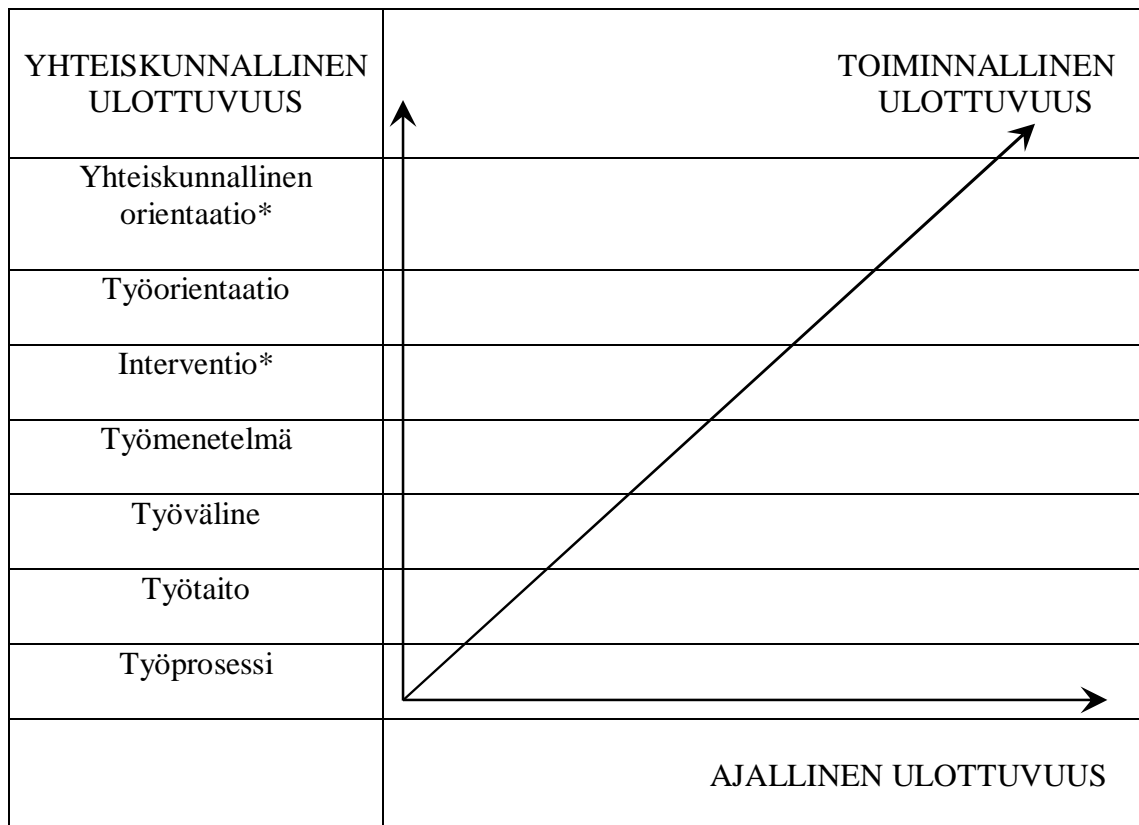 YHTEISKUNNALLINEN
ULOTTUVUUS
TOIMINNALLINEN
ULOTTUVUUS
Yhteiskunnallinen
orientaatio*
Työorientaatio
Interventio*
Työmenetelmä
Työväline
Työtaito
Työprosessi
AJALLINEN ULOTTUVUUS